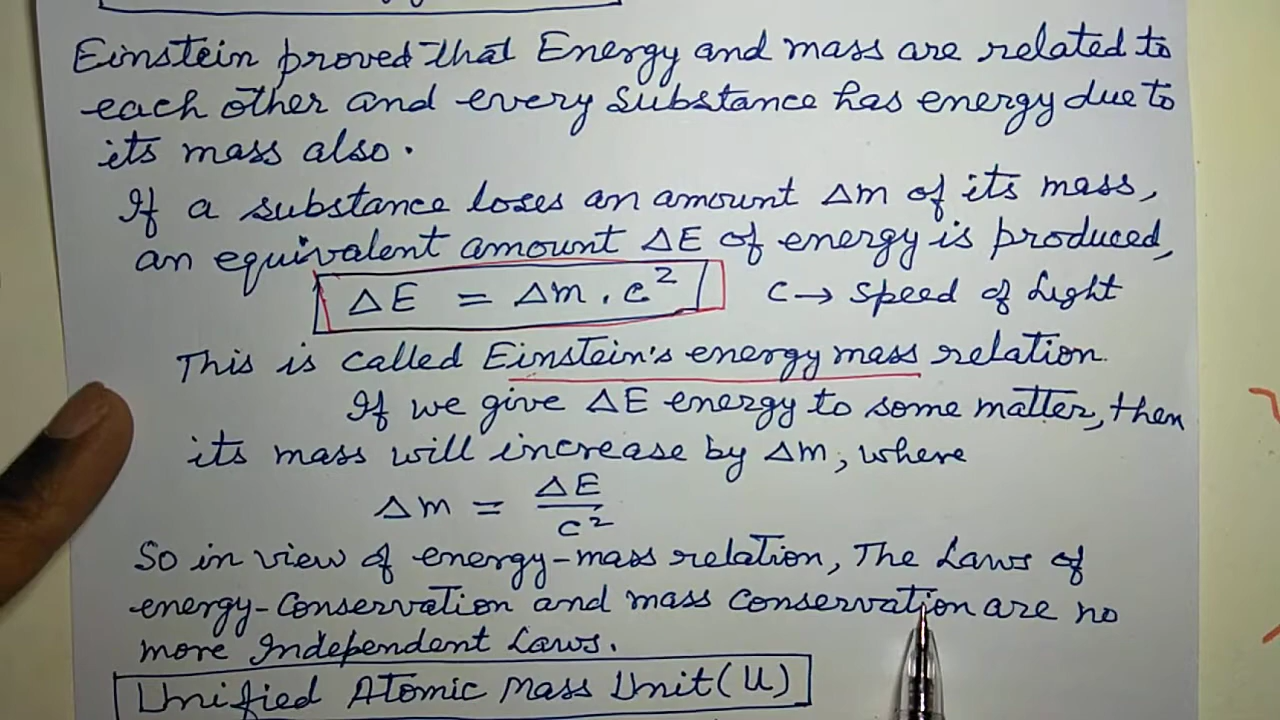 Einstein proved that Energy and mass are related to
each other and every substance has energy due to
its mass also.
If a substance loses an amount Δm of its mass,
an equivalent amount ΔE of energy is produced,
ΔE = Δm . c² c → Speed of Light
This is called Einstein's energy mass relation.
If we give ΔE energy to some matter, then
its mass will increase by Δm, where
Δm = ΔE/c²
So in view of energy-mass relation, The Laws of
energy-Conservation and mass Conservation are no
more Independent Laws.
Unified Atomic Mass Unit (U)